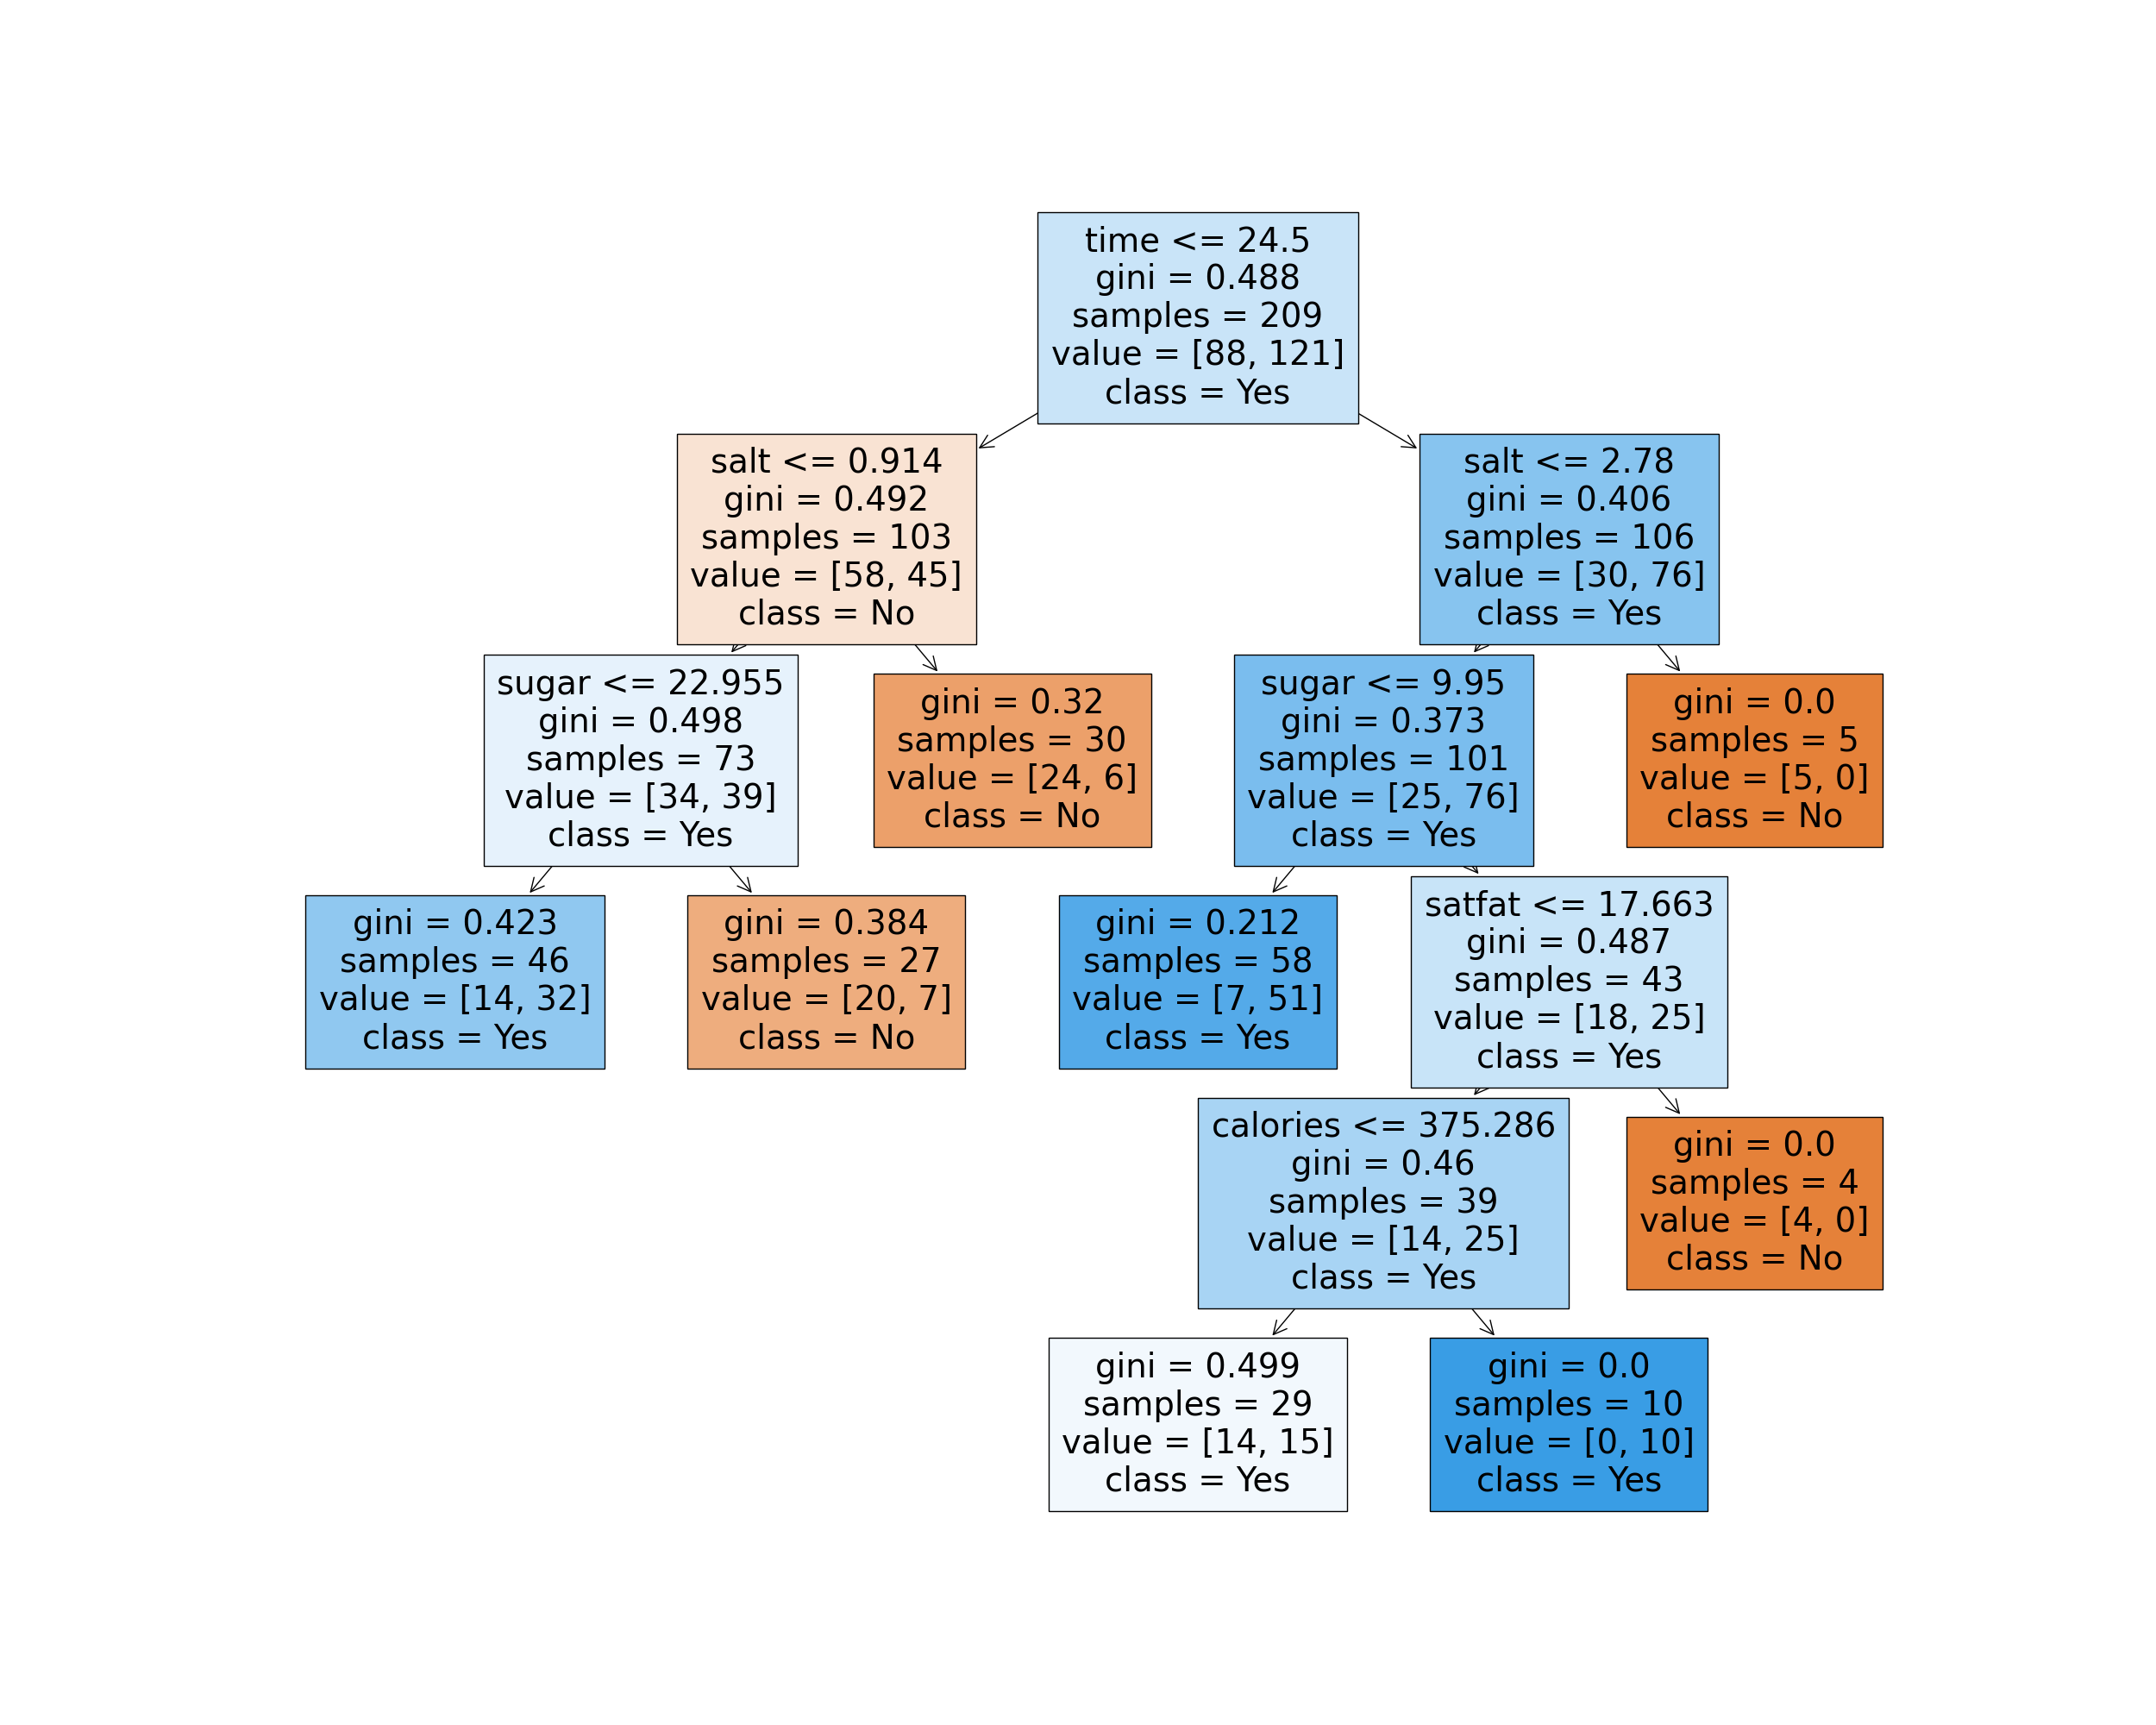 time <= 24.5
gini = 0.488
samples = 209
value = [88, 121]
class = Yes
salt <= 0.914
gini = 0.492
samples = 103
value = [58, 45]
class = No
salt <= 2.78
gini = 0.406
samples = 106
value = [30, 76]
class = Yes
sugar <= 22.955
gini = 0.498
samples = 73
value = [34, 39]
class = Yes
gini = 0.32
samples = 30
value = [24, 6]
class = No
sugar <= 9.95
gini = 0.373
samples = 101
value = [25, 76]
class = Yes
gini = 0.0
samples = 5
value = [5, 0]
class = No
gini = 0.423
samples = 46
value = [14, 32]
class = Yes
gini = 0.384
samples = 27
value = [20, 7]
class = No
gini = 0.212
samples = 58
value = [7, 51]
class = Yes
satfat <= 17.663
gini = 0.487
samples = 43
value = [18, 25]
class = Yes
calories <= 375.286
gini = 0.46
samples = 39
value = [14, 25]
class = Yes
gini = 0.0
samples = 4
value = [4, 0]
class = No
gini = 0.499
samples = 29
value = [14, 15]
class = Yes
gini = 0.0
samples = 10
value = [0, 10]
class = Yes